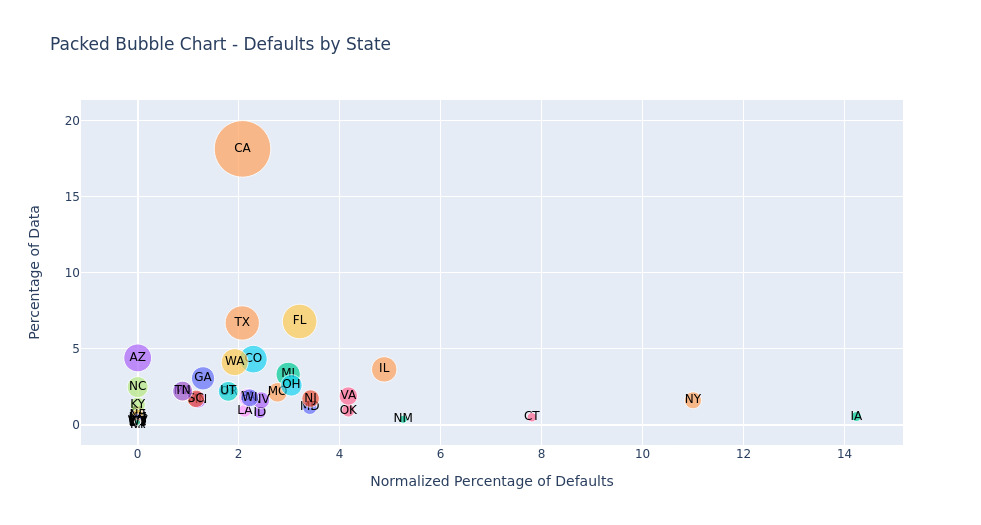 Packed Bubble Chart - Defaults by State
Percentage of Data
20
15
10
5
0
CA
TX
FL
AZ
WA
CO
NC
GA
MI
OH
IL
TN
UT
MO
SC
WI
NV
NJ
VA
KY
LA
ID
MD
OK
NM
CT
NY
IA
0
2
4
6
8
10
12
14
Normalized Percentage of Defaults